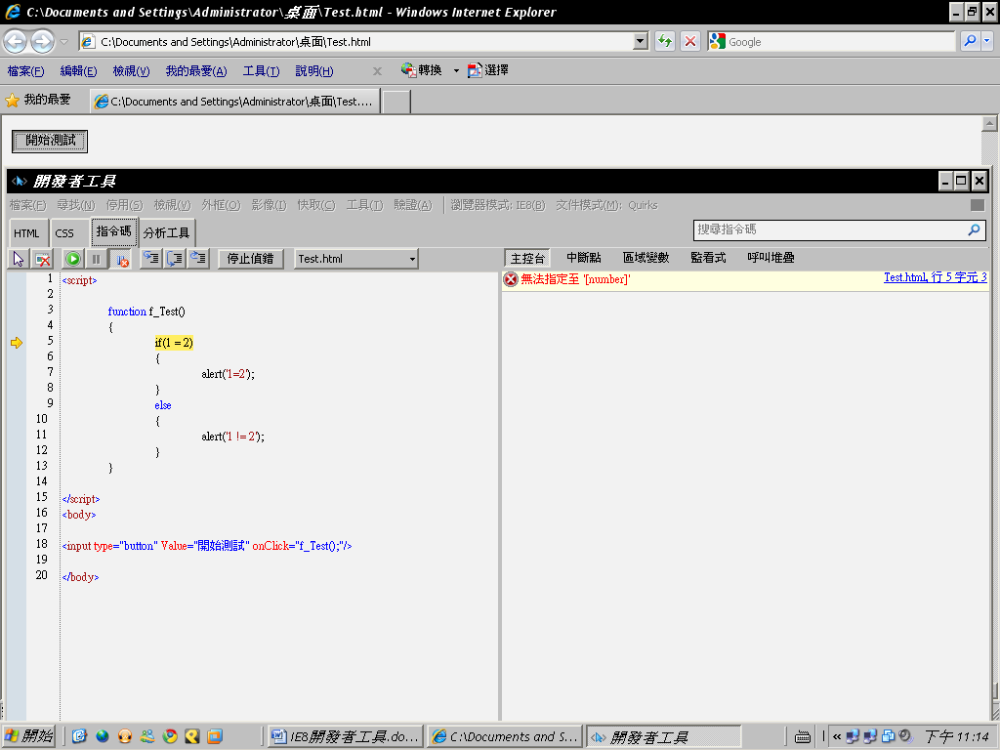 C:\Documents and Settings\Administrator\桌面\Test.html - Windows Internet Explorer
C:\Documents and Settings\Administrator\桌面\Test.html
Google
檔案(F) 編輯(E) 檢視(V) 我的最愛(A) 工具(T) 說明(H) x 轉換 選擇
我的最愛 C:\Documents and Settings\Administrator\桌面\Test....
開始測試
開發者工具
檔案(F) 尋找(N) 停用(S) 檢視(V) 外框(O) 影像(I) 快取(C) 工具(T) 驗證(A) 瀏覽器模式: IE8(B) 文件模式(M): Quirks
HTML CSS 指令碼 分析工具 搜尋指令碼
停止偵錯 Test.html 主控台 中斷點 區域變數 監看式 呼叫堆疊
無法指定至 '[number]' Test.html, 行 5 字元 3
1 <script>
2
3 function f_Test()
4 {
5 if(1 = 2)
6 {
7 alert('1=2');
8 }
9 else
10 {
11 alert('1 != 2');
12 }
13 }
14
15 </script>
16 <body>
17
18 <input type="button" Value="開始測試" onClick="f_Test();"/>
19
20 </body>
開始 IE8開發者工具.do... C:\Documents and S... 開發者工具 « 下午 11:14